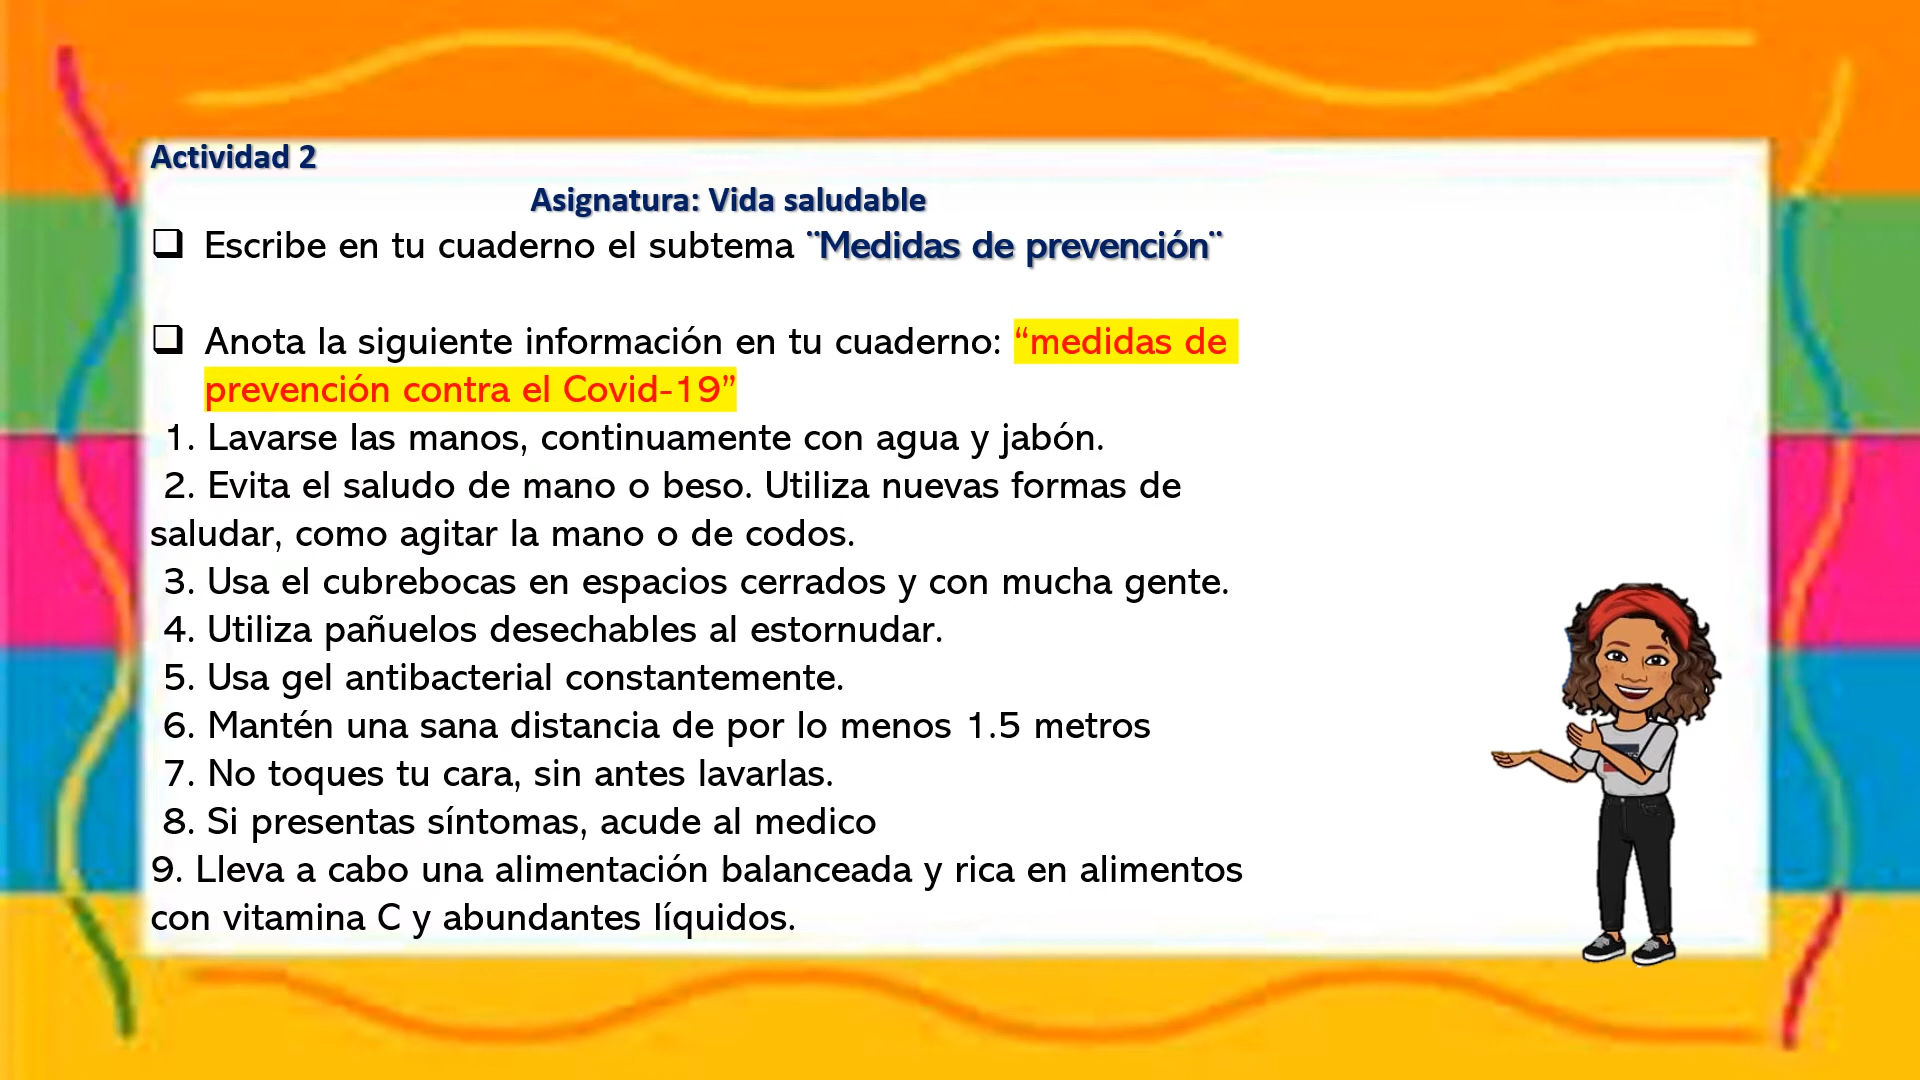 Actividad 2
Asignatura: Vida saludable
❑ Escribe en tu cuaderno el subtema ¨Medidas de prevención¨
❑ Anota la siguiente información en tu cuaderno: “medidas de
prevención contra el Covid-19”
1. Lavarse las manos, continuamente con agua y jabón.
2. Evita el saludo de mano o beso. Utiliza nuevas formas de
saludar, como agitar la mano o de codos.
3. Usa el cubrebocas en espacios cerrados y con mucha gente.
4. Utiliza pañuelos desechables al estornudar.
5. Usa gel antibacterial constantemente.
6. Mantén una sana distancia de por lo menos 1.5 metros
7. No toques tu cara, sin antes lavarlas.
8. Si presentas síntomas, acude al medico
9. Lleva a cabo una alimentación balanceada y rica en alimentos
con vitamina C y abundantes líquidos.